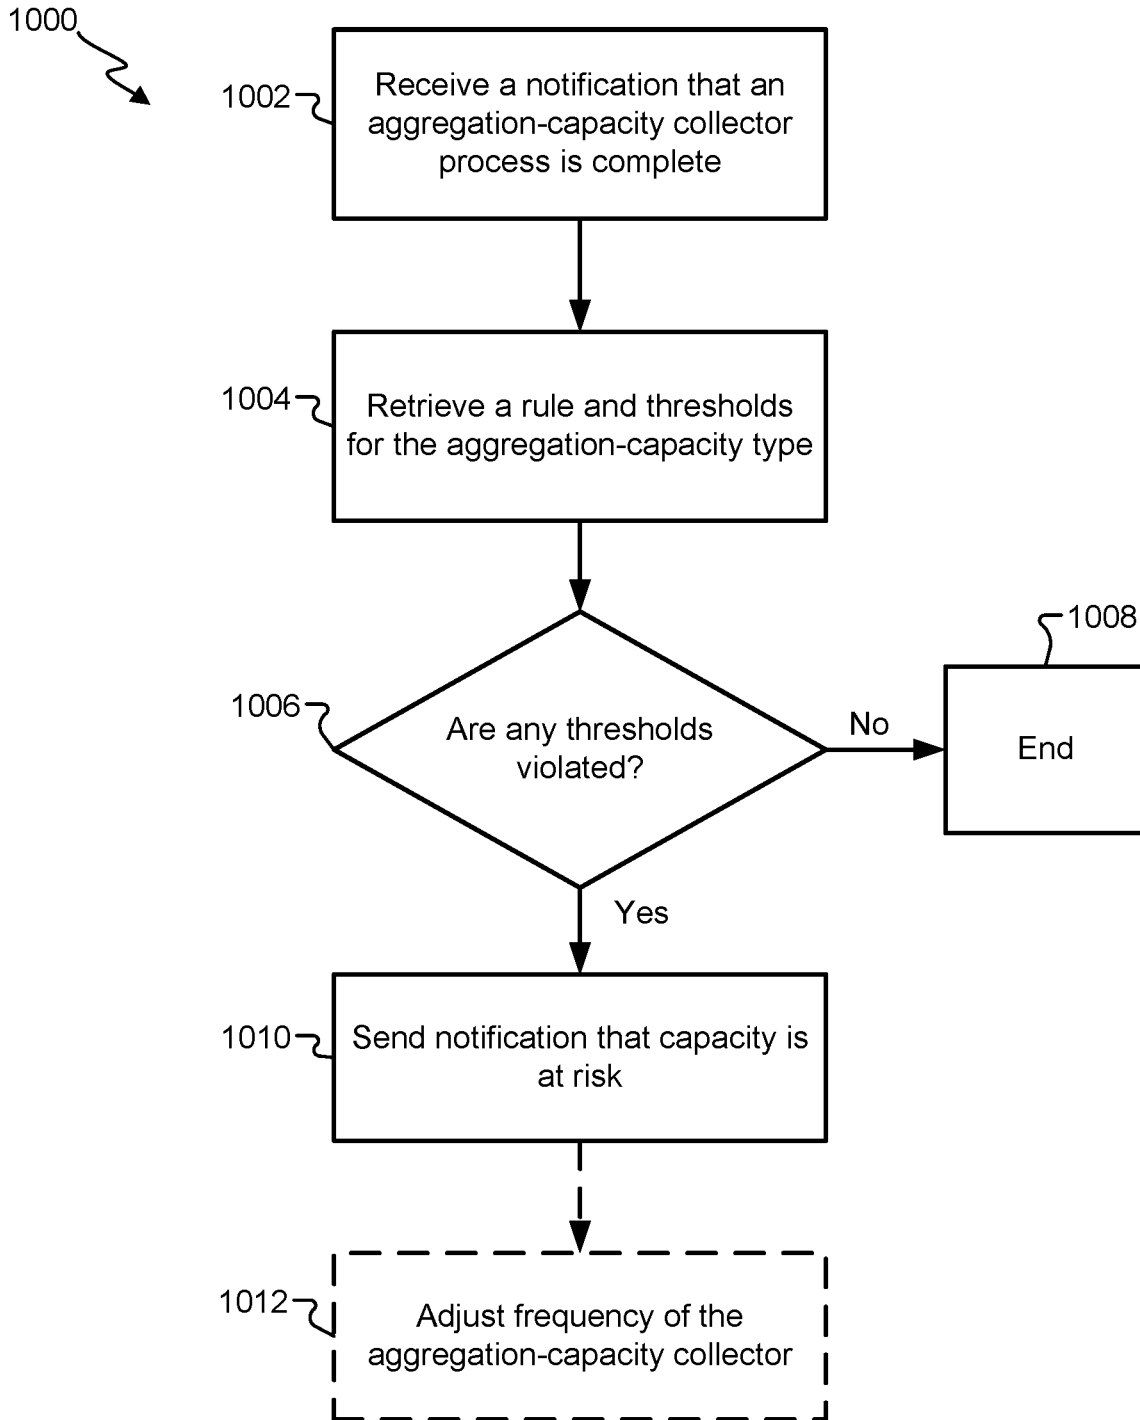 1000
1002
Receive a notification that an
aggregation-capacity collector
process is complete
1004
Retrieve a rule and thresholds
for the aggregation-capacity type
1006
Are any thresholds
violated?
No
1008
End
Yes
1010
Send notification that capacity is
at risk
1012
Adjust frequency of the
aggregation-capacity collector